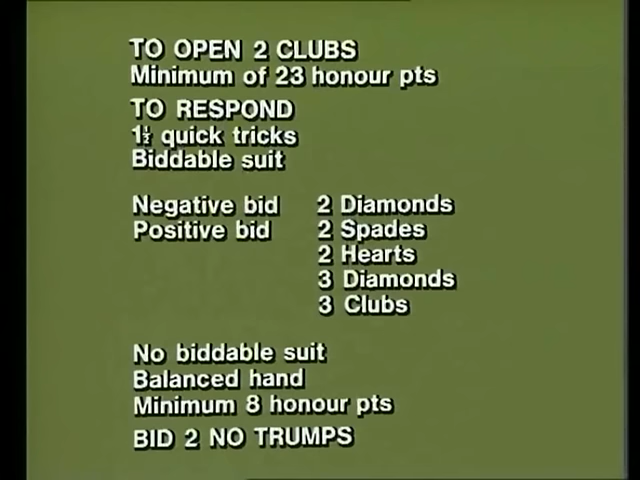 TO OPEN 2 CLUBS
Minimum of 23 honour pts
TO RESPOND
1½ quick tricks
Biddable suit
Negative bid 2 Diamonds
Positive bid 2 Spades
2 Hearts
3 Diamonds
3 Clubs
No biddable suit
Balanced hand
Minimum 8 honour pts
BID 2 NO TRUMPS